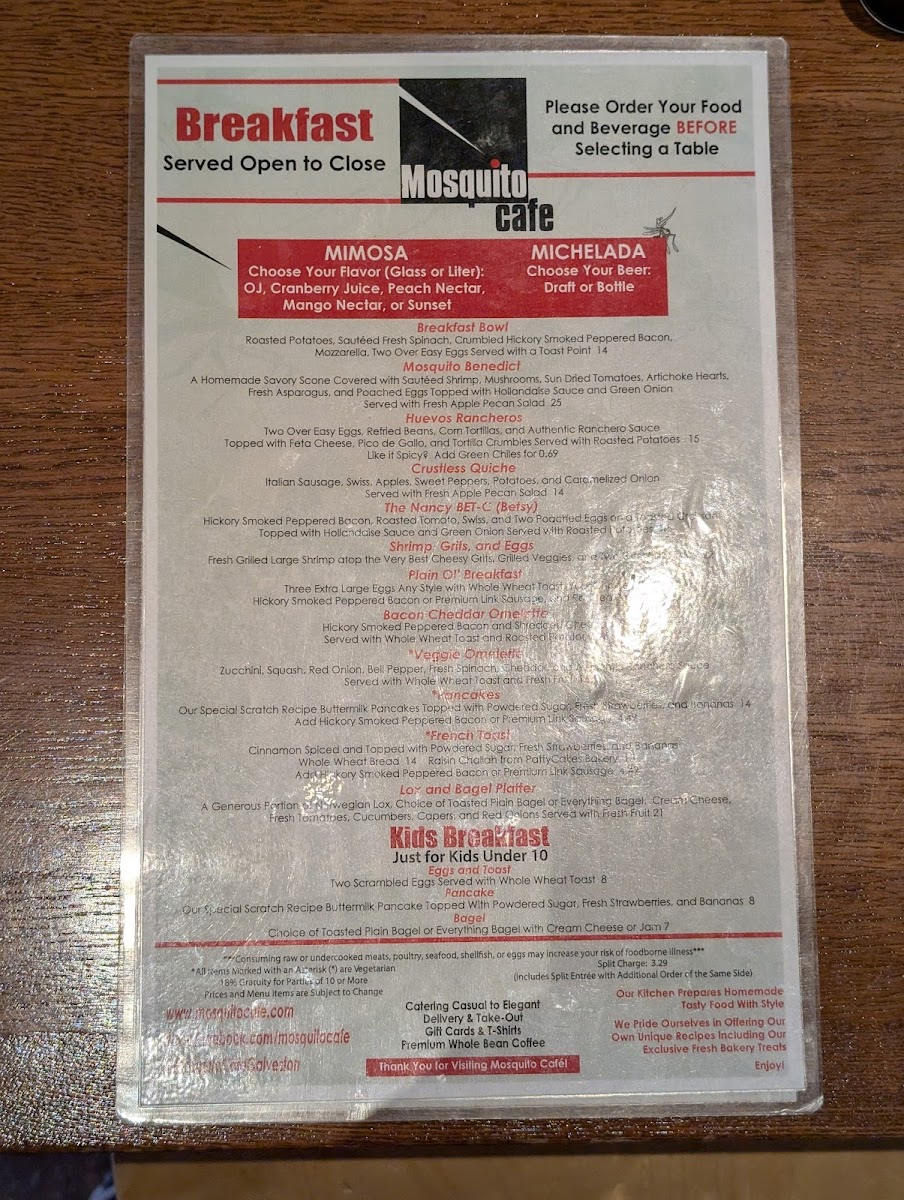 Breakfast
Served Open to Close
Mosquito
cafe
Please Order Your Food
and Beverage BEFORE
Selecting a Table
MIMOSA
Choose Your Flavor (Glass or Liter):
OJ, Cranberry Juice, Peach Nectar,
Mango Nectar, or Sunset
MICHELADA
Choose Your Beer:
Draft or Bottle
Breakfast Bowl
Roasted Potatoes, Sautéed Fresh Spinach, Crumbled Hickory Smoked Peppered Bacon,
Mozzarella, Two Over Easy Eggs Served with a Toast Point 14
Mosquito Benedict
A Homemade Savory Scone Covered with Sautéed Shrimp, Mushrooms, Sun Dried Tomatoes, Artichoke Hearts,
Fresh Asparagus, and Poached Eggs Topped with Hollandaise Sauce and Green Onion
Served with Fresh Apple Pecan Salad 25
Huevos Rancheros
Two Over Easy Eggs, Refried Beans, Corn Tortillas, and Authentic Ranchero Sauce
Topped with Feta Cheese, Pico de Gallo, and Tortilla Crumbles Served with Roasted Potatoes 15
Like it Spicy? Add Green Chiles for 0.69
Crustless Quiche
Italian Sausage, Swiss, Apples, Sweet Peppers, Potatoes, and Caramelized Onion
Served with Fresh Apple Pecan Salad 14
The Nancy BET-C (Betsy)
Hickory Smoked Peppered Bacon, Roasted Tomato, Swiss, and Two Poached Eggs on a Toasted
Topped with Hollandaise Sauce and Green Onion Served with Roasted
Shrimp, Grits, and Eggs
Fresh Grilled Large Shrimp atop the Very Best Cheesy Grits, Grilled Veggies, and
Plain Ol' Breakfast
Three Extra Large Eggs Any Style with Whole Wheat Toast
Hickory Smoked Peppered Bacon or Premium Link Sausage, and
Bacon Cheddar Omelette
Hickory Smoked Peppered Bacon and Shredded
Served with Whole Wheat Toast and Roasted
*Veggie Omelette
Zucchini, Squash, Red Onion, Bell Pepper, Fresh Spinach, Cheddar, and Sauce
Served with Whole Wheat Toast and Fresh
*Pancakes
Our Special Scratch Recipe Buttermilk Pancakes Topped with Powdered Sugar, Fresh Strawberries, and Bananas 14
Add Hickory Smoked Peppered Bacon or Premium Link Sausage 4.49
*French Toast
Cinnamon Spiced and Topped with Powdered Sugar, Fresh Strawberries, and Bananas
Whole Wheat Bread 14 Raisin Challah from PattyCakes Bakery
Add Hickory Smoked Peppered Bacon or Premium Link Sausage 4.49
Lox and Bagel Platter
A Generous Portion of Norwegian Lox, Choice of Toasted Plain Bagel or Everything Bagel, Cream Cheese,
Fresh Tomatoes, Cucumbers, Capers, and Red Onions Served with Fresh Fruit 21
Kids Breakfast
Just for Kids Under 10
Eggs and Toast
Two Scrambled Eggs Served with Whole Wheat Toast 8
Pancake
Our Special Scratch Recipe Buttermilk Pancake Topped With Powdered Sugar, Fresh Strawberries, and Bananas 8
Bagel
Choice of Toasted Plain Bagel or Everything Bagel with Cream Cheese or Jam 7
***Consuming raw or undercooked meats, poultry, seafood, shellfish, or eggs may increase your risk of foodborne illness***
*All Items Marked with an Asterisk (*) are Vegetarian
18% Gratuity for Parties of 10 or More
Prices and Menu Items are Subject to Change
Split Charge: 3.29
(includes Split Entrée with Additional Order of the Same Side)
www.mosquitocafe.com
facebook.com/mosquitocafe
Catering Casual to Elegant
Delivery & Take-Out
Gift Cards & T-Shirts
Premium Whole Bean Coffee
Thank You for Visiting Mosquito Café!
Our Kitchen Prepares Homemade
Tasty Food With Style
We Pride Ourselves in Offering Our
Own Unique Recipes Including Our
Exclusive Fresh Bakery Treats
Enjoy!